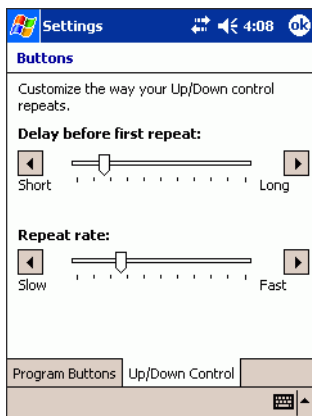 Settings 4:08 ok
Buttons
Customize the way your Up/Down control
repeats.
Delay before first repeat:
Short Long
Repeat rate:
Slow Fast
Program Buttons Up/Down Control